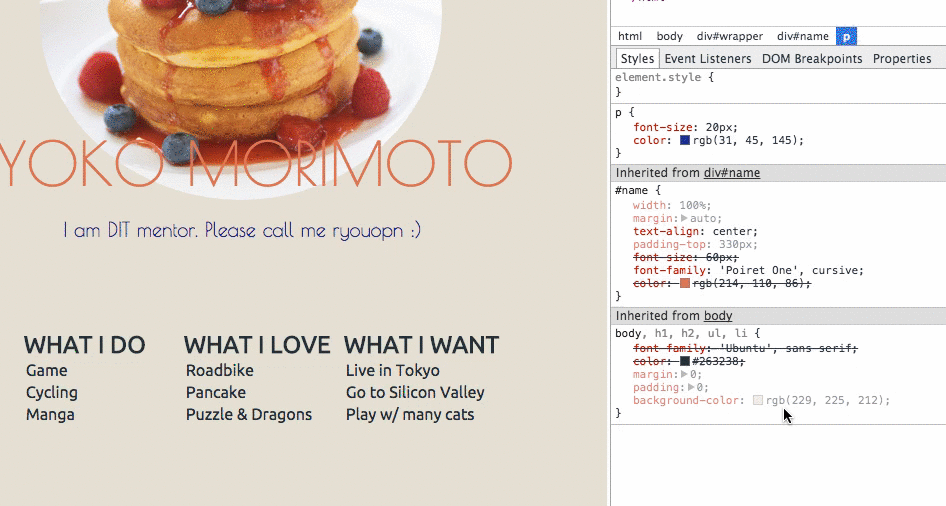 YOKO MORIMOTO
I am DIT mentor. Please call me ryouopn :)
WHAT I DO
Game
Cycling
Manga
WHAT I LOVE
Roadbike
Pancake
Puzzle & Dragons
WHAT I WANT
Live in Tokyo
Go to Silicon Valley
Play w/ many cats
html body div#wrapper div#name p
Styles Event Listeners DOM Breakpoints Properties
element.style {
}
p {
font-size: 20px;
color: rgb(31, 45, 145);
}
Inherited from div#name
#name {
width: 100%;
margin: auto;
text-align: center;
padding-top: 330px;
font-size: 60px;
font-family: 'Poiret One', cursive;
color: rgb(214, 110, 86);
}
Inherited from body
body, h1, h2, ul, li {
font-family: 'Ubuntu', sans-serif;
color: #263238;
margin: 0;
padding: 0;
background-color: rgb(229, 225, 212);
}